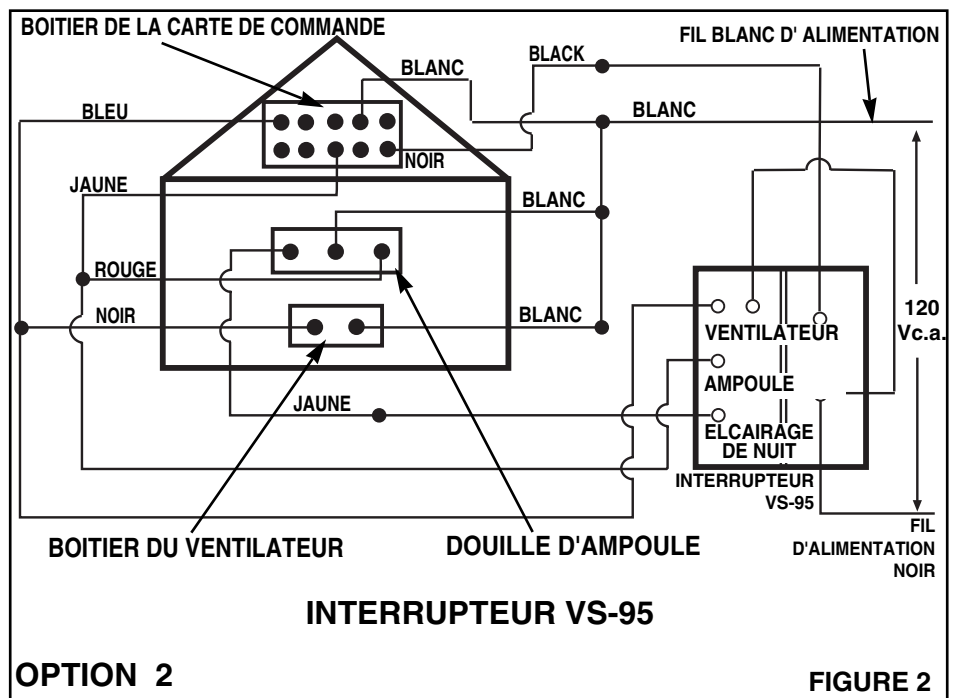 BOITIER DE LA CARTE DE COMMANDE
FIL BLANC D' ALIMENTATION
BLACK
BLANC
BLEU
BLANC
NOIR
JAUNE
BLANC
ROUGE
NOIR
BLANC
VENTILATEUR
120
Vc.a.
AMPOULE
JAUNE
ELCAIRAGE
DE NUIT
INTERRUPTEUR
VS-95
BOITIER DU VENTILATEUR
DOUILLE D'AMPOULE
FIL
D'ALIMENTATION
NOIR
INTERRUPTEUR VS-95
OPTION 2
FIGURE 2